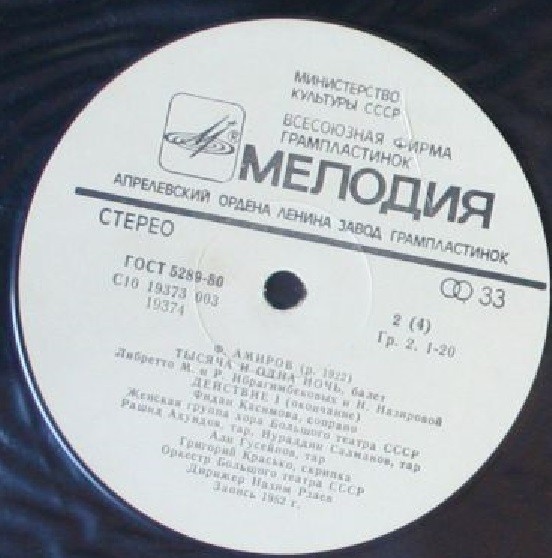 МИНИСТЕРСТВО
КУЛЬТУРЫ СССР
ВСЕСОЮЗНАЯ ФИРМА
ГРАМПЛАСТИНОК
®
МЕЛОДИЯ
АПРЕЛЕВСКИЙ ОРДЕНА ЛЕНИНА ЗАВОД ГРАМПЛАСТИНОК
СТЕРЕО
33
ГОСТ 5289-80
С10 19373 003
19374
2 (4)
Гр. 2. 1-20
Ф. АМИРОВ (р. 1922)
ТЫСЯЧА И ОДНА НОЧЬ, балет
Либретто М. и Р. Ибрагимбековых и Н. Назировой
ДЕЙСТВИЕ I (окончание)
Фидан Касимова, сопрано
Женская группа хора Большого театра СССР
Рашид Ахундов, тар, Нураддин Салманов, тар
Али Гусейнов, тар
Григорий Красько, скрипка
Оркестр Большого театра СССР
Дирижер Назим Рзаев
Запись 1982 г.